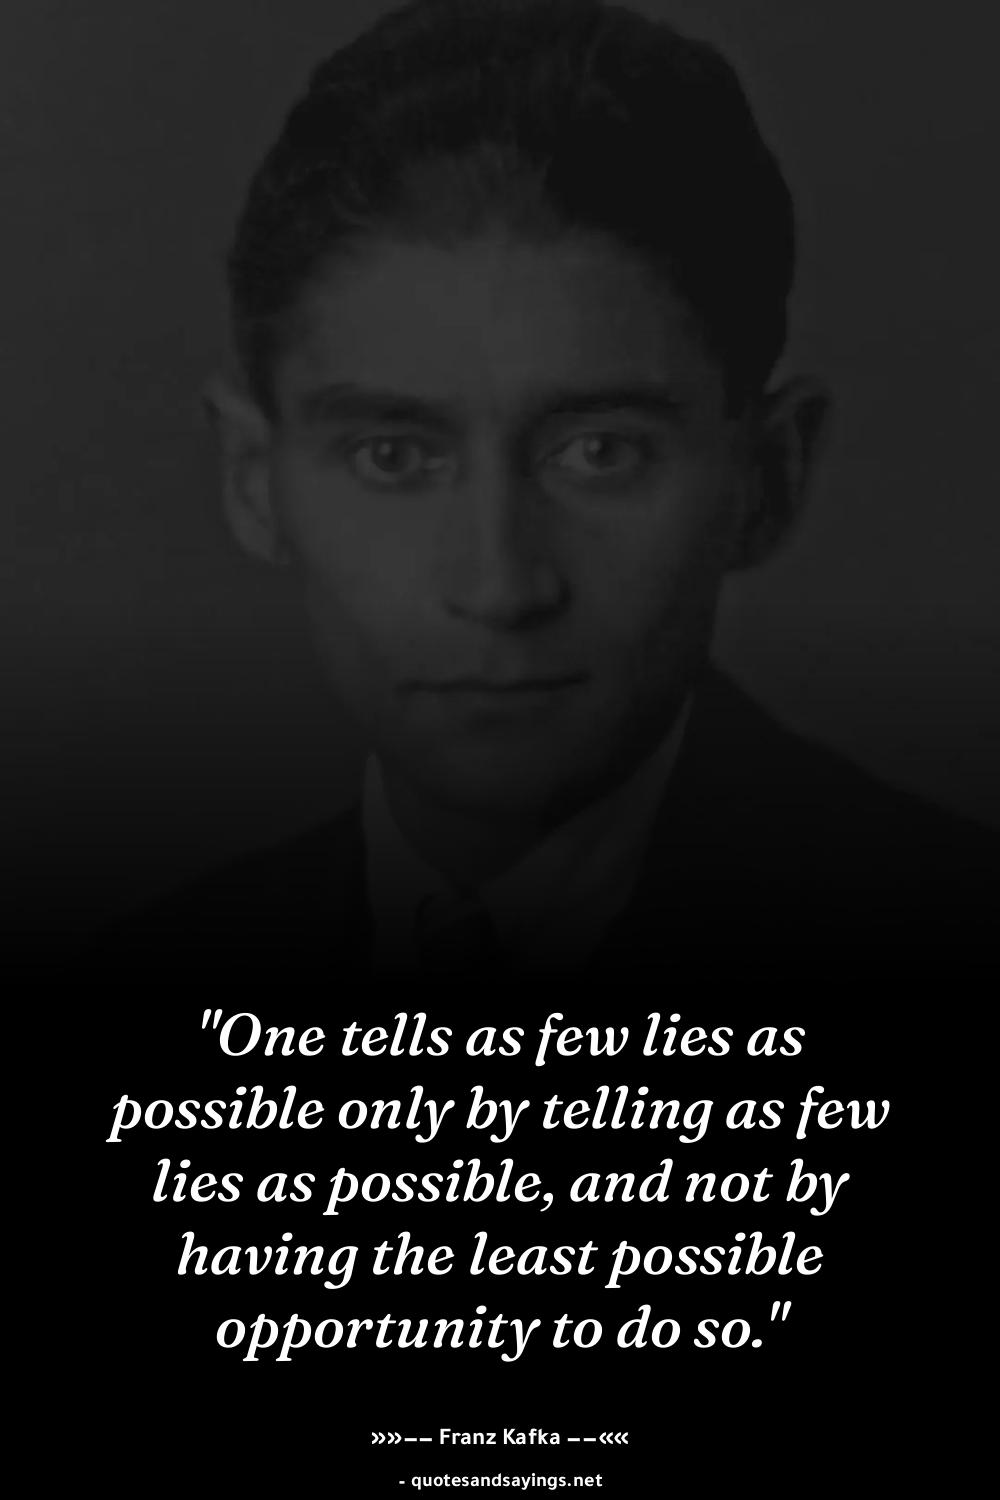 "One tells as few lies as
possible only by telling as few
lies as possible, and not by
having the least possible
opportunity to do so."
»»−− Franz Kafka −−««
- quotesandsayings.net